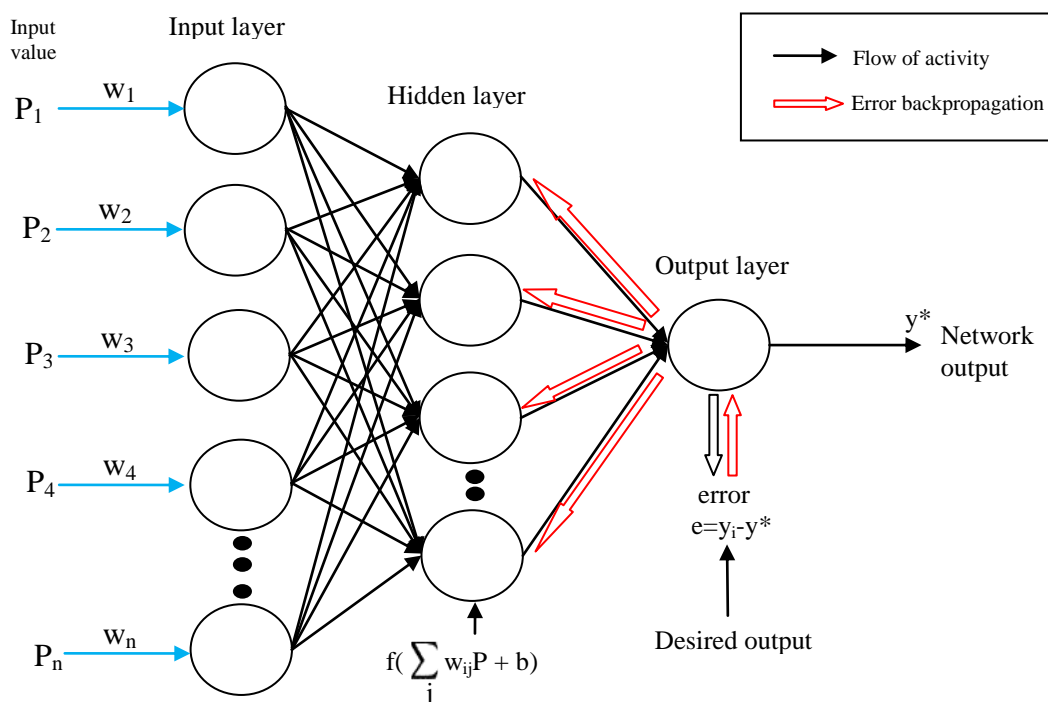 Input
value
Input layer
Hidden layer
Output layer
Flow of activity
Error backpropagation
P₁
w₁
P₂
w₂
P₃
w₃
P₄
w₄
Pₙ
wₙ
y*
Network
output
error
e=yᵢ-y*
Desired output
f( ∑ wᵢⱼP + b)
j